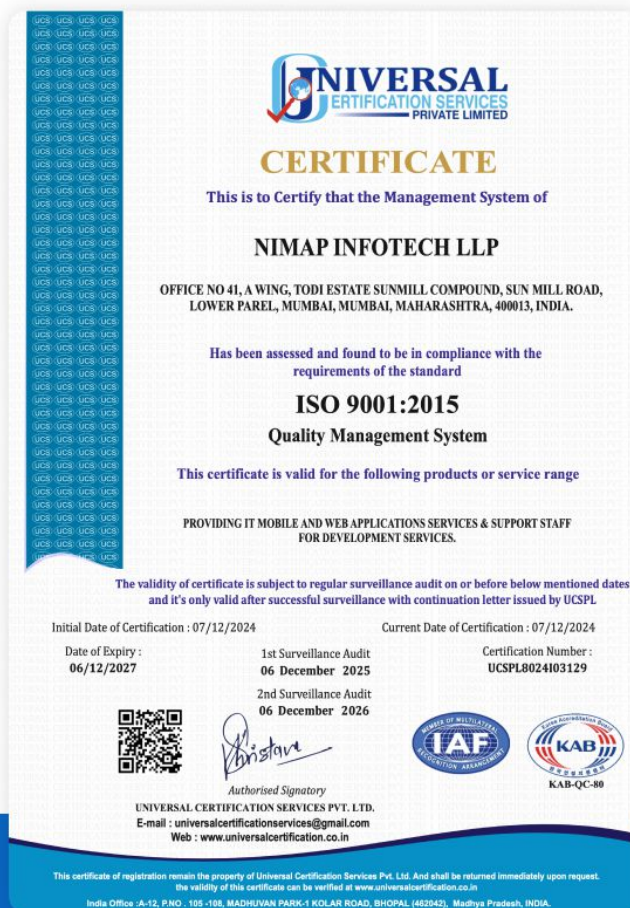 UNIVERSAL
CERTIFICATION SERVICES
PRIVATE LIMITED
CERTIFICATE
This is to Certify that the Management System of
NIMAP INFOTECH LLP
OFFICE NO 41, A WING, TODI ESTATE SUNMILL COMPOUND, SUN MILL ROAD,
LOWER PAREL, MUMBAI, MUMBAI, MAHARASHTRA, 400013, INDIA.
Has been assessed and found to be in compliance with the
requirements of the standard
ISO 9001:2015
Quality Management System
This certificate is valid for the following products or service range
PROVIDING IT MOBILE AND WEB APPLICATIONS SERVICES & SUPPORT STAFF
FOR DEVELOPMENT SERVICES.
The validity of certificate is subject to regular surveillance audit on or before below mentioned dates
and it's only valid after successful surveillance with continuation letter issued by UCSPL
Initial Date of Certification : 07/12/2024
Current Date of Certification : 07/12/2024
Date of Expiry :
06/12/2027
1st Surveillance Audit
06 December 2025
2nd Surveillance Audit
06 December 2026
Certification Number :
UCSPL8024I03129
Authorised Signatory
UNIVERSAL CERTIFICATION SERVICES PVT. LTD.
E-mail : universalcertificationservices@gmail.com
Web : www.universalcertification.co.in
MEMBER OF MULTILATERAL
IAF
RECOGNITION ARRANGEMENT
Korea Accreditation Board
KAB
KAB-QC-80
This certificate of registration remain the property of Universal Certification Services Pvt. Ltd. And shall be returned immediately upon request.
the validity of this certificate can be verified at www.universalcertification.co.in
India Office :A-12, P.NO . 105 -108, MADHUVAN PARK-1 KOLAR ROAD, BHOPAL (462042), Madhya Pradesh, INDIA.